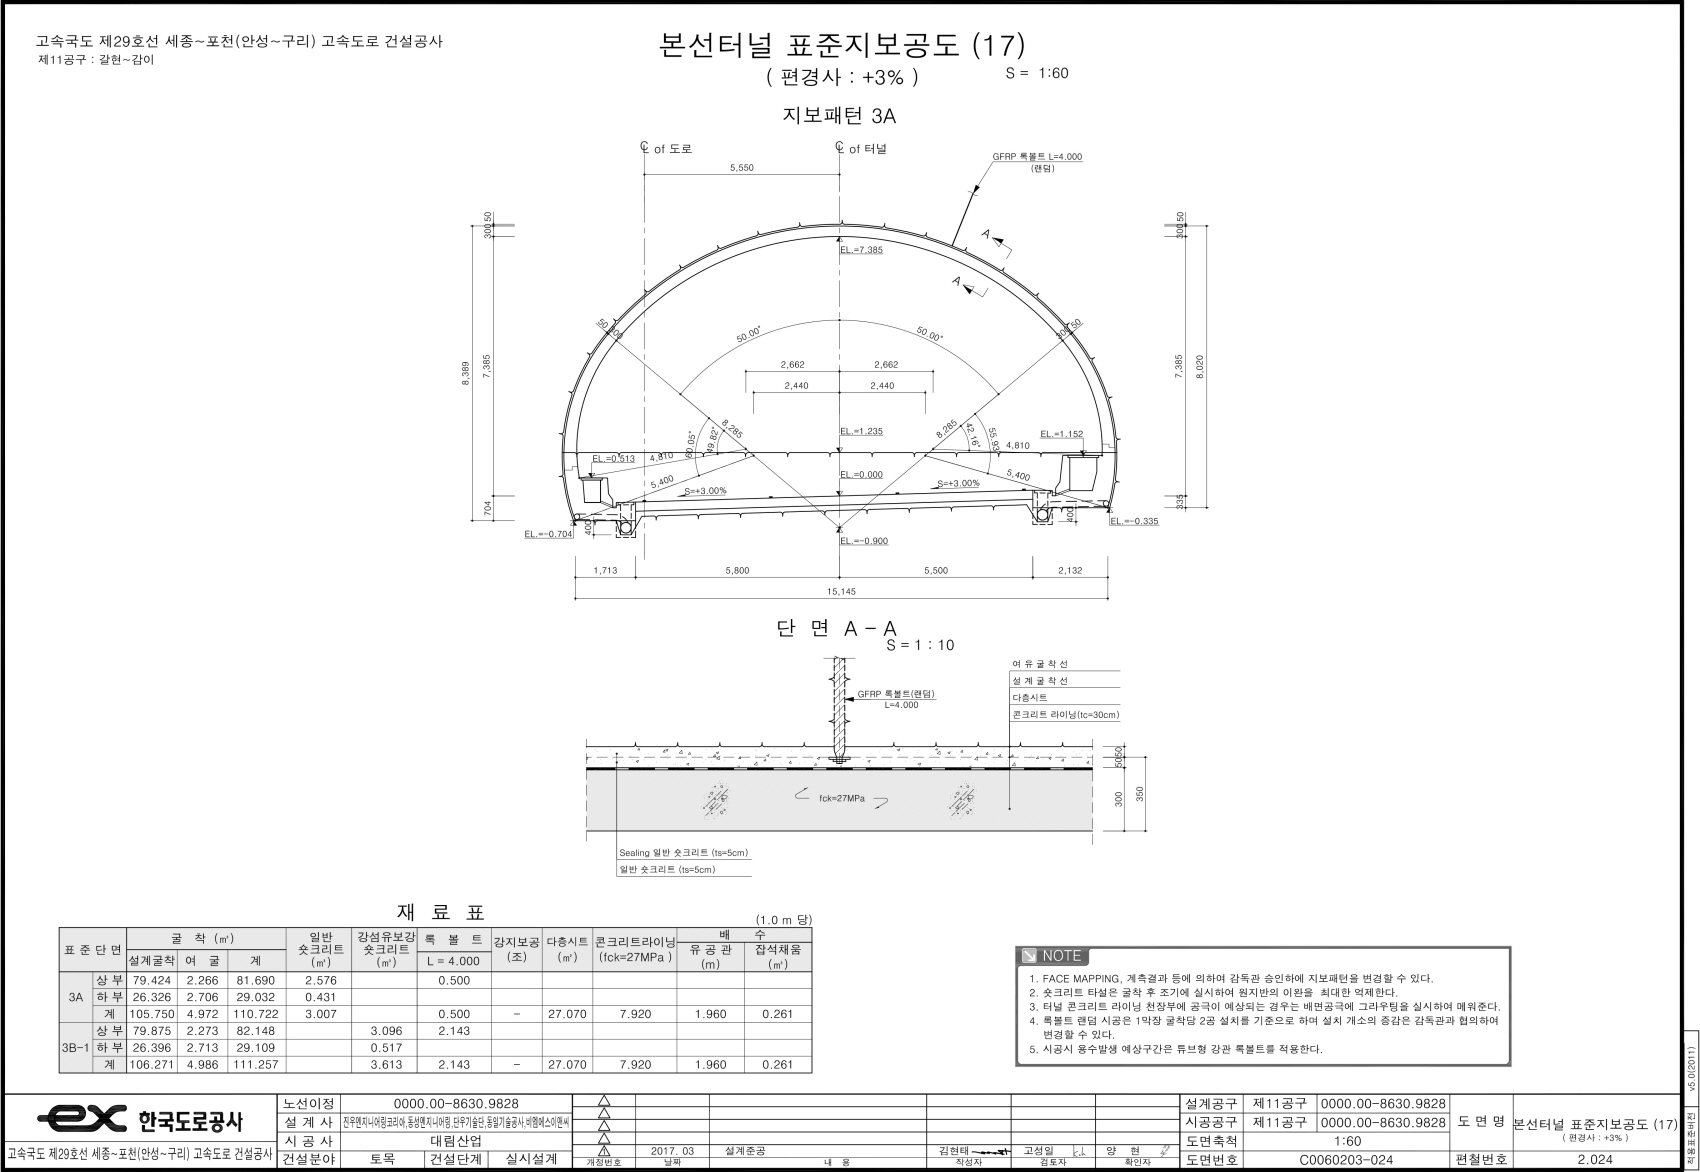 고속국도 제29호선 세종~포천(안성~구리) 고속도로 건설공사
제11공구 : 갈현~감이
본선터널 표준지보공도 (17)
( 편경사 : +3% )
S = 1:60
지보패턴 3A
℄ of 도로
℄ of 터널
5,550
GFRP 록볼트 L=4.000
(랜덤)
300 50
300 50
A
A
EL.=7.385
50 300
300 50
50.00°
50.00°
8,389
7,385
7,385
8,020
2,662
2,662
2,440
2,440
8,285
8,285
60.05°
49.82°
42.16°
55.93°
EL.=1.235
EL.=1.152
4,810
4,810
EL.=0.513
EL.=0.000
5,400
5,400
S=+3.00%
S=+3.00%
704
335
400
400
EL.=-0.704
EL.=-0.900
EL.=-0.335
1,713
5,800
5,500
2,132
15,145
단 면 A - A
S = 1 : 10
여 유 굴 착 선
설 계 굴 착 선
다층시트
콘크리트 라이닝(tc=30cm)
GFRP 록볼트(랜덤)
L=4.000
5050
300
350
fck=27MPa
Sealing 일반 숏크리트 (ts=5cm)
일반 숏크리트 (ts=5cm)
재 료 표
(1.0 m 당)
표 준 단 면 굴 착 (㎥) 일반 숏크리트 (㎥) 강섬유보강 숏크리트 (㎥) 록 볼 트 강지보공 (조) 다층시트 (㎡) 콘크리트라이닝 (fck=27MPa ) 배 수
설계굴착 여 굴 계 L = 4.000 유 공 관 (m) 잡석채움 (㎥)
3A 상 부 79.424 2.266 81.690 2.576 0.500
하 부 26.326 2.706 29.032 0.431
계 105.750 4.972 110.722 3.007 0.500 - 27.070 7.920 1.960 0.261
3B-1 상 부 79.875 2.273 82.148 3.096 2.143
하 부 26.396 2.713 29.109 0.517
계 106.271 4.986 111.257 3.613 2.143 - 27.070 7.920 1.960 0.261
NOTE
1. FACE MAPPING, 계측결과 등에 의하여 감독관 승인하에 지보패턴을 변경할 수 있다.
2. 숏크리트 타설은 굴착 후 조기에 실시하여 원지반의 이완을 최대한 억제한다.
3. 터널 콘크리트 라이닝 천장부에 공극이 예상되는 경우는 배면공극에 그라우팅을 실시하여 메워준다.
4. 록볼트 랜덤 시공은 1막장 굴착당 2공 설치를 기준으로 하며 설치 개소의 증감은 감독관과 협의하여
변경할 수 있다.
5. 시공시 용수발생 예상구간은 튜브형 강관 록볼트를 적용한다.
v5.0(2011)
적용표준비전
ex 한국도로공사
고속국도 제29호선 세종~포천(안성~구리) 고속도로 건설공사
노선이정 0000.00-8630.9828
설 계 사 진우엔지니어링코리아,동성엔지니어링,단우기술단,동일기술공사,비엠에스이앤씨
시 공 사 대림산업
건설분야 토목 건설단계 실시설계
1 2017. 03 설계준공 김현태 고성일 양 현
개정번호 날짜 내 용 작성자 검토자 확인자
설계공구 제11공구 0000.00-8630.9828
시공공구 제11공구 0000.00-8630.9828
도면축척 1:60
도면번호 C0060203-024
도 면 명 본선터널 표준지보공도 (17)
( 편경사 : +3% )
편철번호 2.024